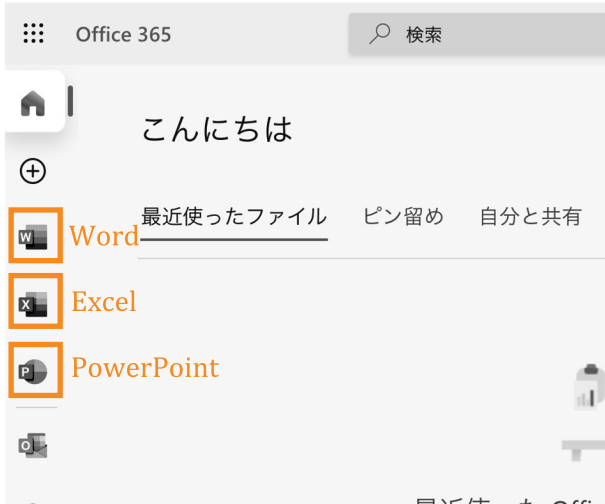 Office 365
検索
こんにちは
最近使ったファイル ピン留め 自分と共有
W Word
X Excel
P PowerPoint
O